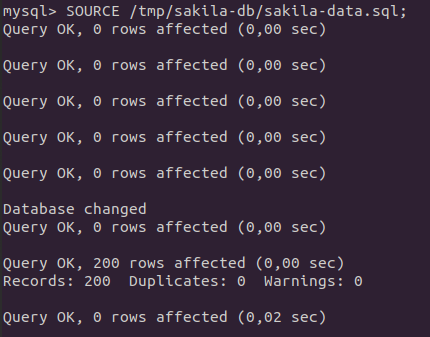 mysql> SOURCE /tmp/sakila-db/sakila-data.sql;
Query OK, 0 rows affected (0,00 sec)
Query OK, 0 rows affected (0,00 sec)
Query OK, 0 rows affected (0,00 sec)
Query OK, 0 rows affected (0,00 sec)
Query OK, 0 rows affected (0,00 sec)
Database changed
Query OK, 0 rows affected (0,00 sec)
Query OK, 200 rows affected (0,00 sec)
Records: 200  Duplicates: 0  Warnings: 0
Query OK, 0 rows affected (0,02 sec)